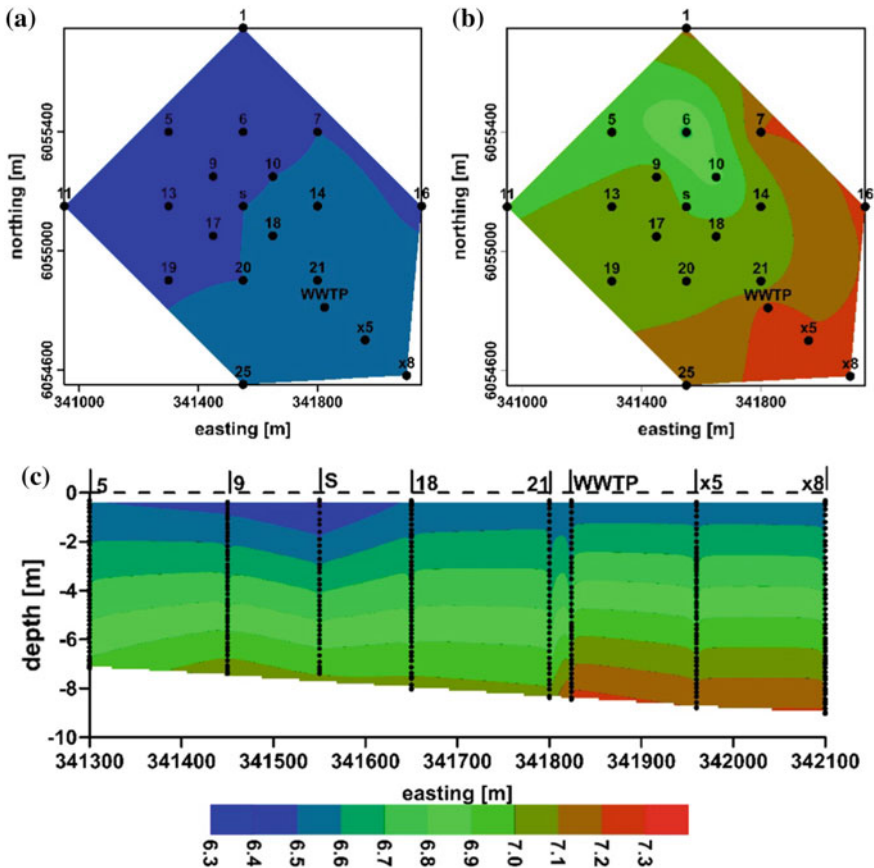 (a)
1
5 6 7
9 10
11 13 s 14 16
17 18
19 20 21
WWTP
x5
x8
25
6055400
6055000
6054600
northing [m]
341000 341400 341800
easting [m]
(b)
1
5 6 7
9 10
11 13 s 14 16
17 18
19 20 21
WWTP
x5
x8
25
6055400
6055000
6054600
northing [m]
341000 341400 341800
easting [m]
(c)
5 9 S 18 21 WWTP x5 x8
0
-2
-4
-6
-8
-10
depth [m]
341300 341400 341500 341600 341700 341800 341900 342000 342100
easting [m]
6.3 6.4 6.5 6.6 6.7 6.8 6.9 7.0 7.1 7.2 7.3